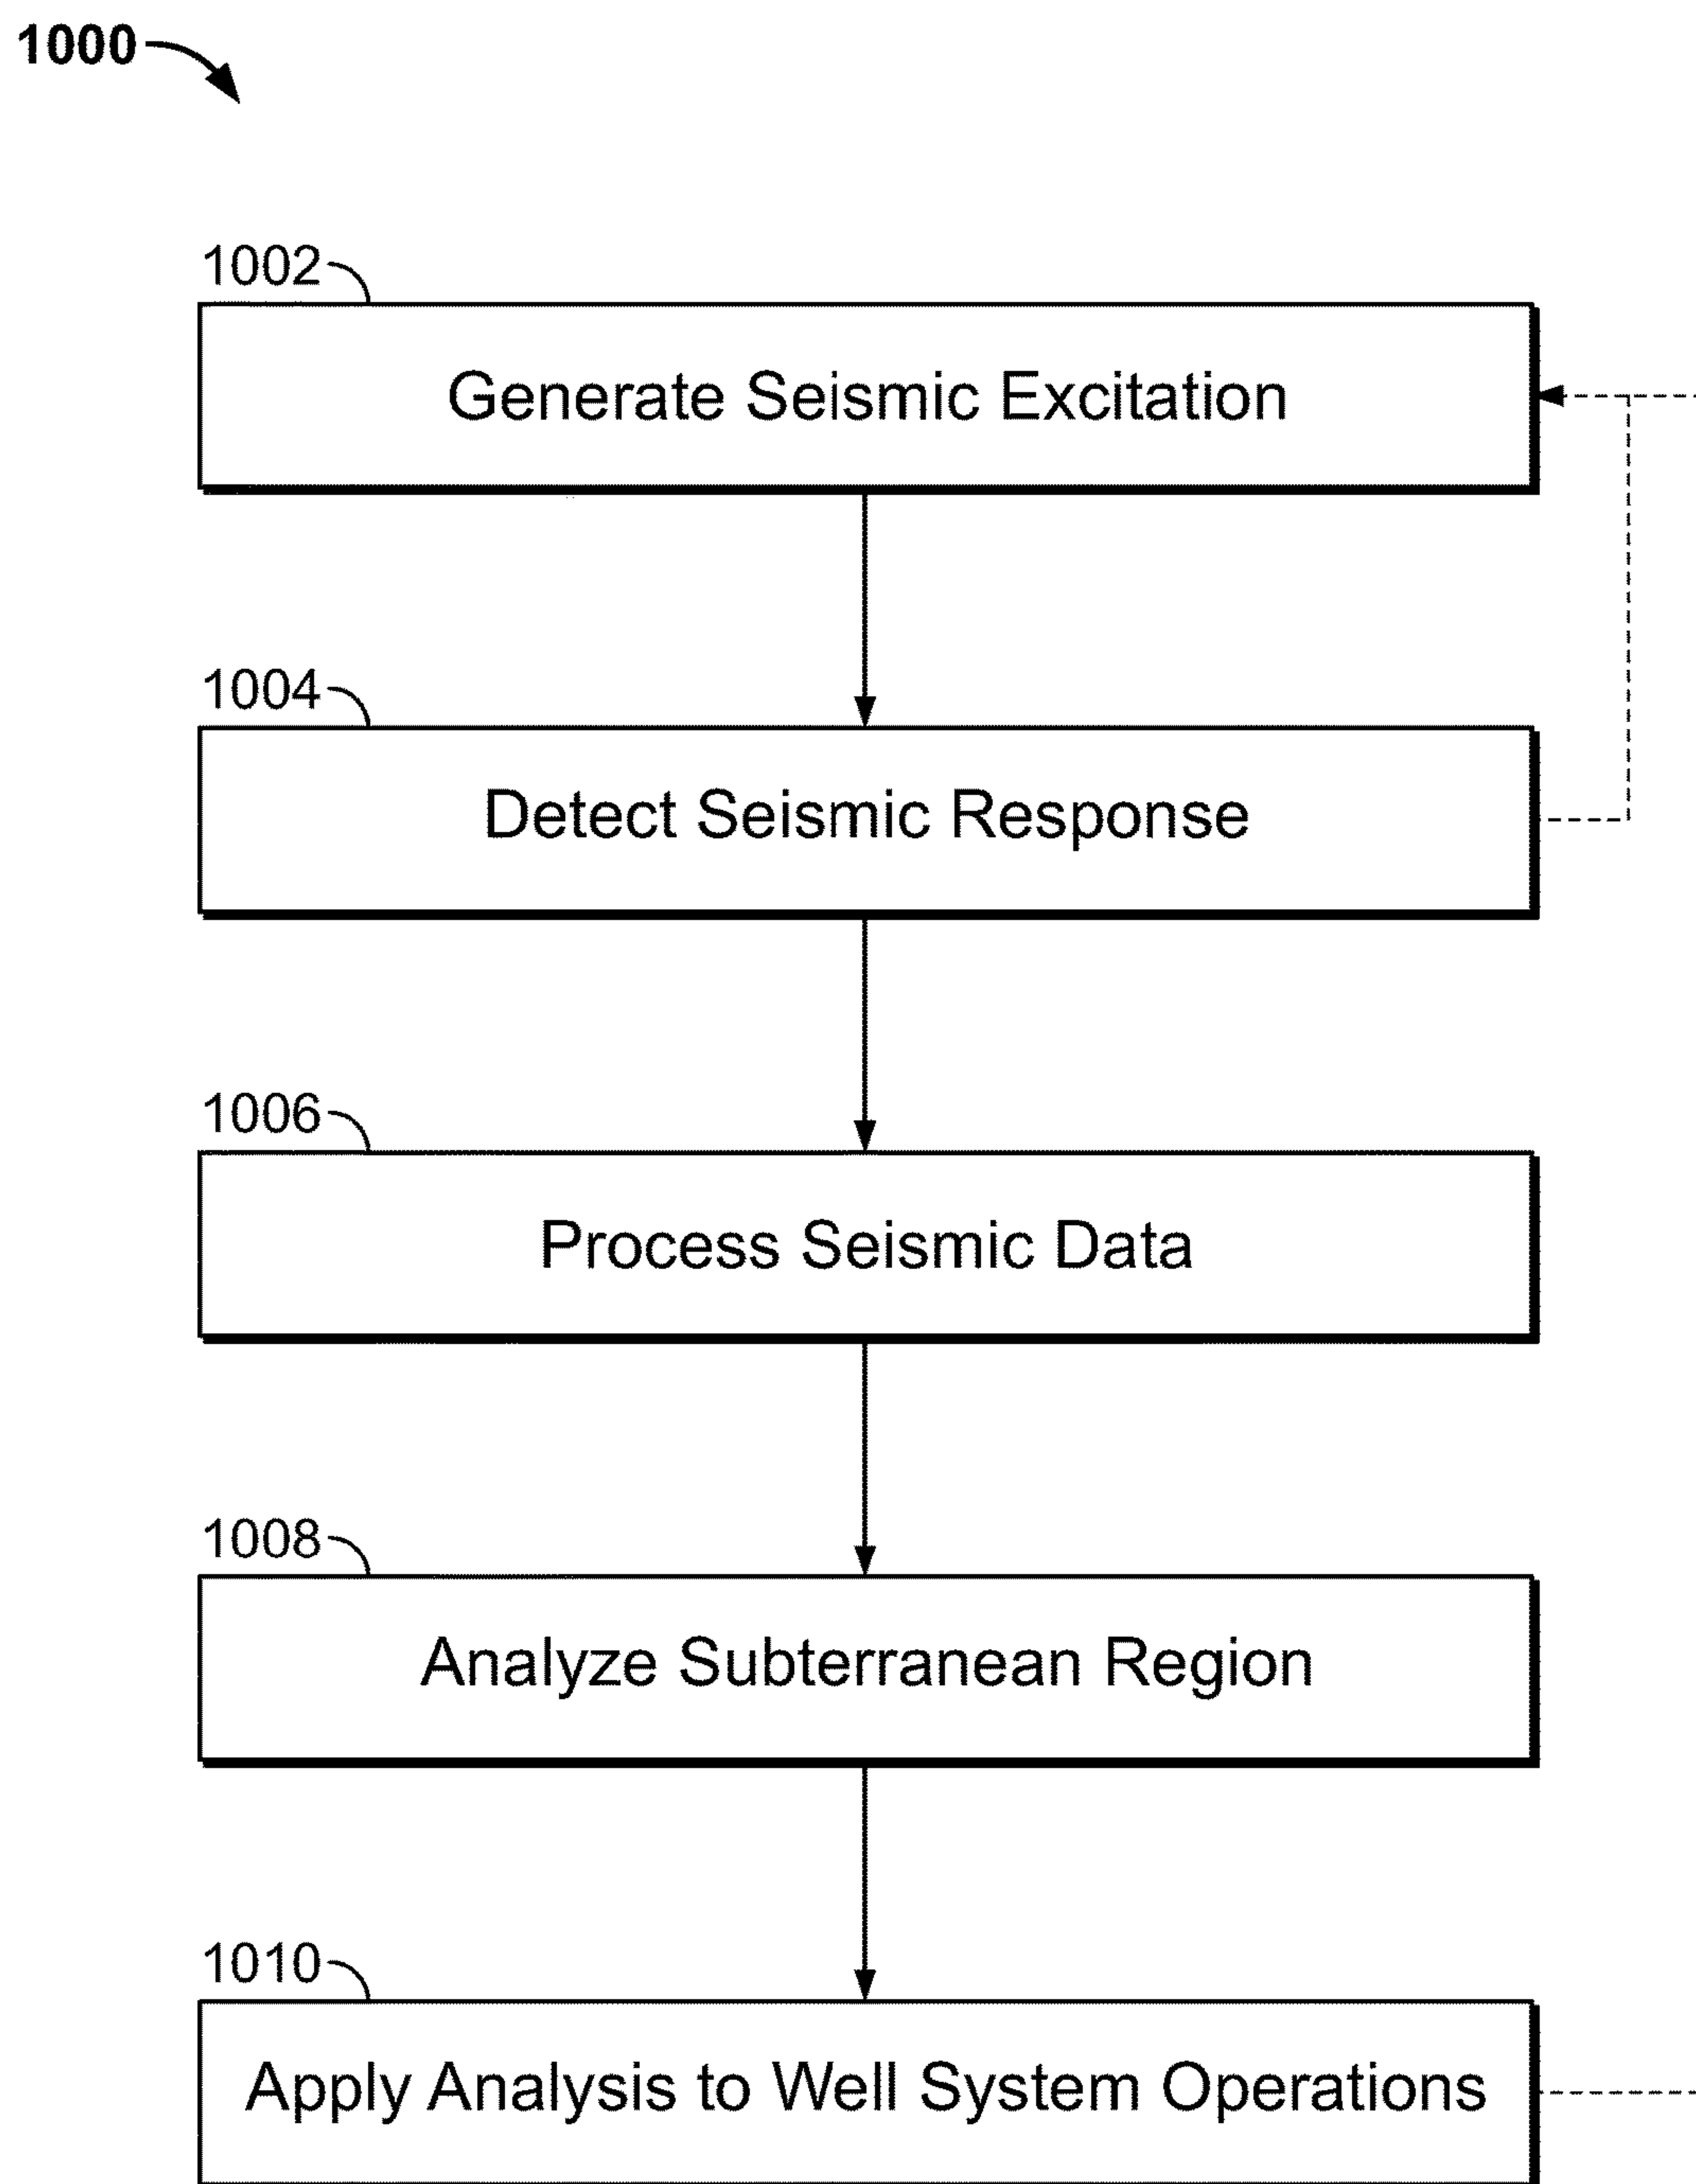 1000
1002
Generate Seismic Excitation
1004
Detect Seismic Response
1006
Process Seismic Data
1008
Analyze Subterranean Region
1010
Apply Analysis to Well System Operations